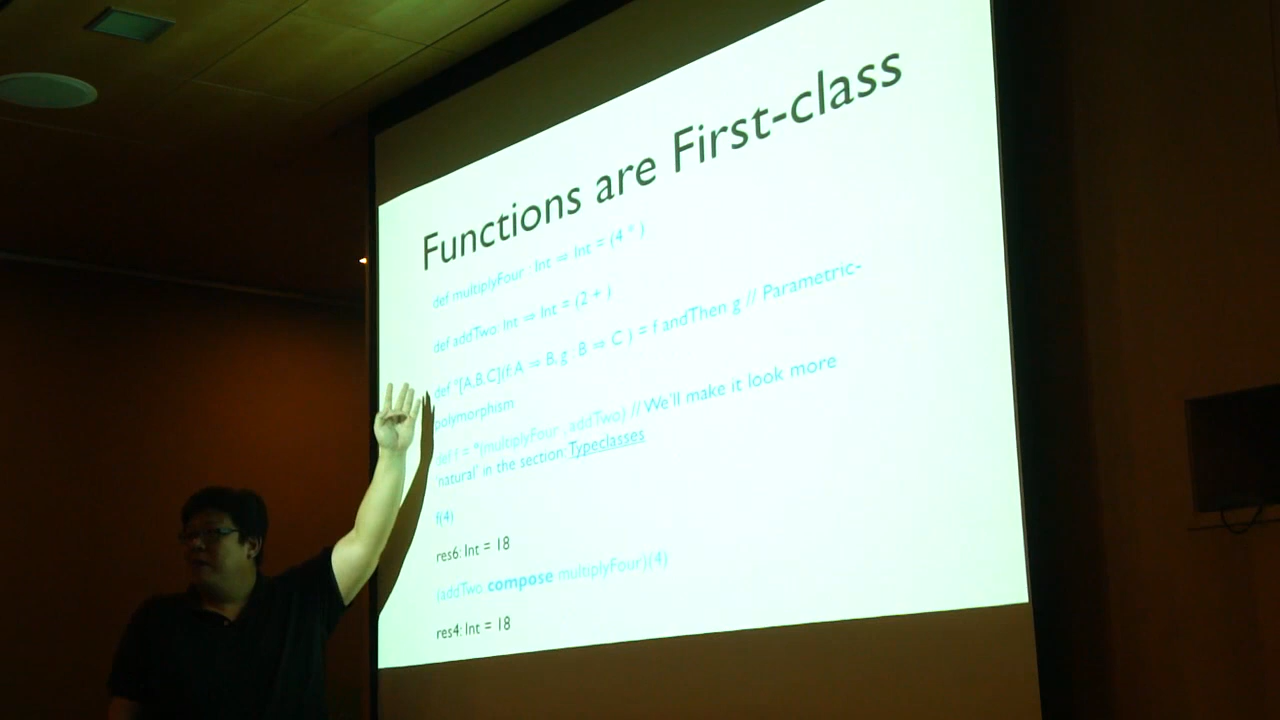 Functions are First-class
def multiplyFour : Int ⇒ Int = (4 * )
def addTwo: Int ⇒ Int = (2 + )
def *[A,B,C](f: A ⇒ B, g : B ⇒ C ) = f andThen g // Parametric-
polymorphism
def f = *(multiplyFour , addTwo) // We'll make it look more
'natural' in the section: Typeclasses
f(4)
res6: Int = 18
(addTwo compose multiplyFour)(4)
res4: Int = 18